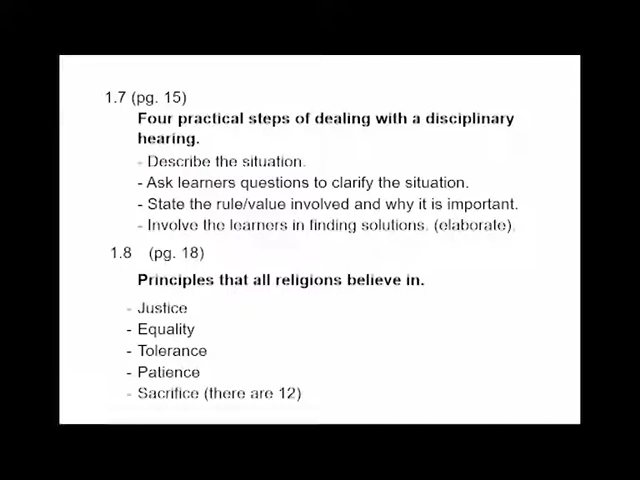 1.7 (pg. 15)
Four practical steps of dealing with a disciplinary
hearing.
- Describe the situation.
- Ask learners questions to clarify the situation.
- State the rule/value involved and why it is important.
- Involve the learners in finding solutions. (elaborate).
1.8 (pg. 18)
Principles that all religions believe in.
- Justice
- Equality
- Tolerance
- Patience
- Sacrifice (there are 12)